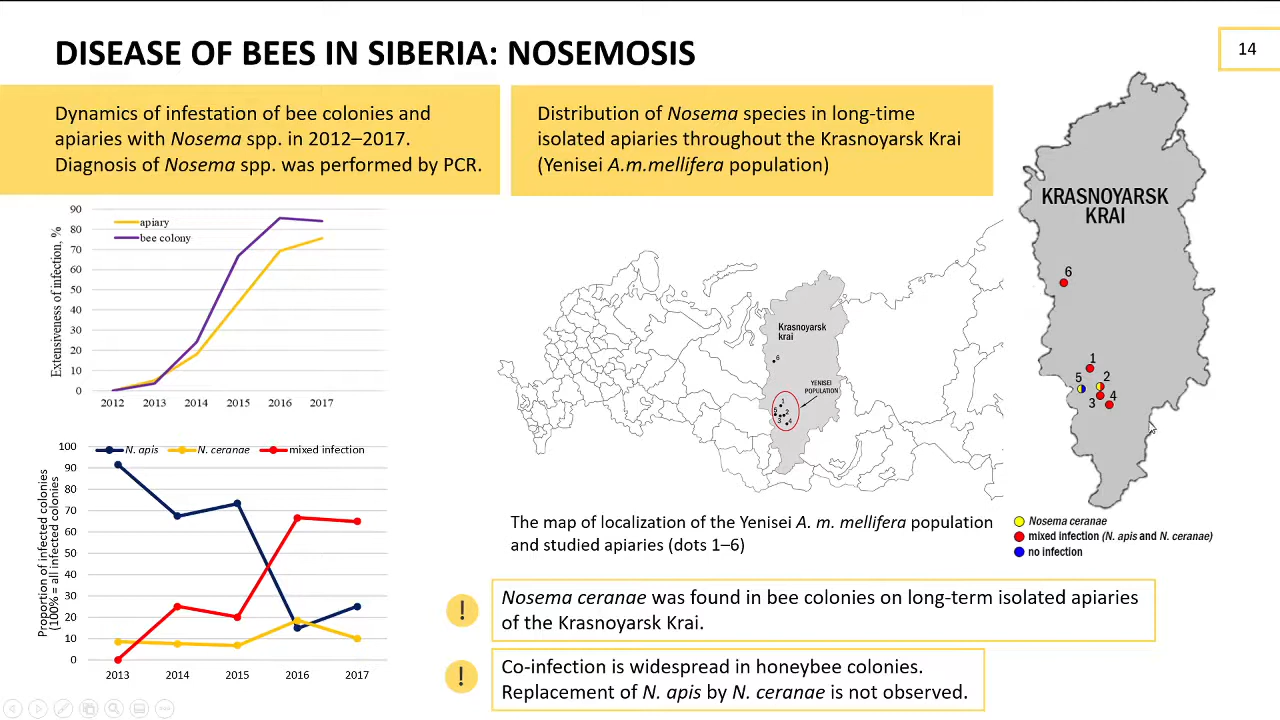 DISEASE OF BEES IN SIBERIA: NOSEMOSIS
14
Dynamics of infestation of bee colonies and
apiaries with Nosema spp. in 2012–2017.
Diagnosis of Nosema spp. was performed by PCR.
Distribution of Nosema species in long-time
isolated apiaries throughout the Krasnoyarsk Krai
(Yenisei A.m.mellifera population)
Extensiveness of infection, %
90
80
70
60
50
40
30
20
10
0
apiary
bee colony
2012 2013 2014 2015 2016 2017
Proportion of infected colonies
(100% = all infected colonies)
100
90
80
70
60
50
40
30
20
10
0
N. apis N. ceranae mixed infection
2013 2014 2015 2016 2017
Krasnoyarsk
krai
6
YENISEI
POPULATION
1
5 2
3 4
The map of localization of the Yenisei A. m. mellifera population
and studied apiaries (dots 1–6)
KRASNOYARSK
KRAI
6
1
5 2
3 4
Nosema ceranae
mixed infection (N. apis and N. ceranae)
no infection
!
Nosema ceranae was found in bee colonies on long-term isolated apiaries
of the Krasnoyarsk Krai.
!
Co-infection is widespread in honeybee colonies.
Replacement of N. apis by N. ceranae is not observed.